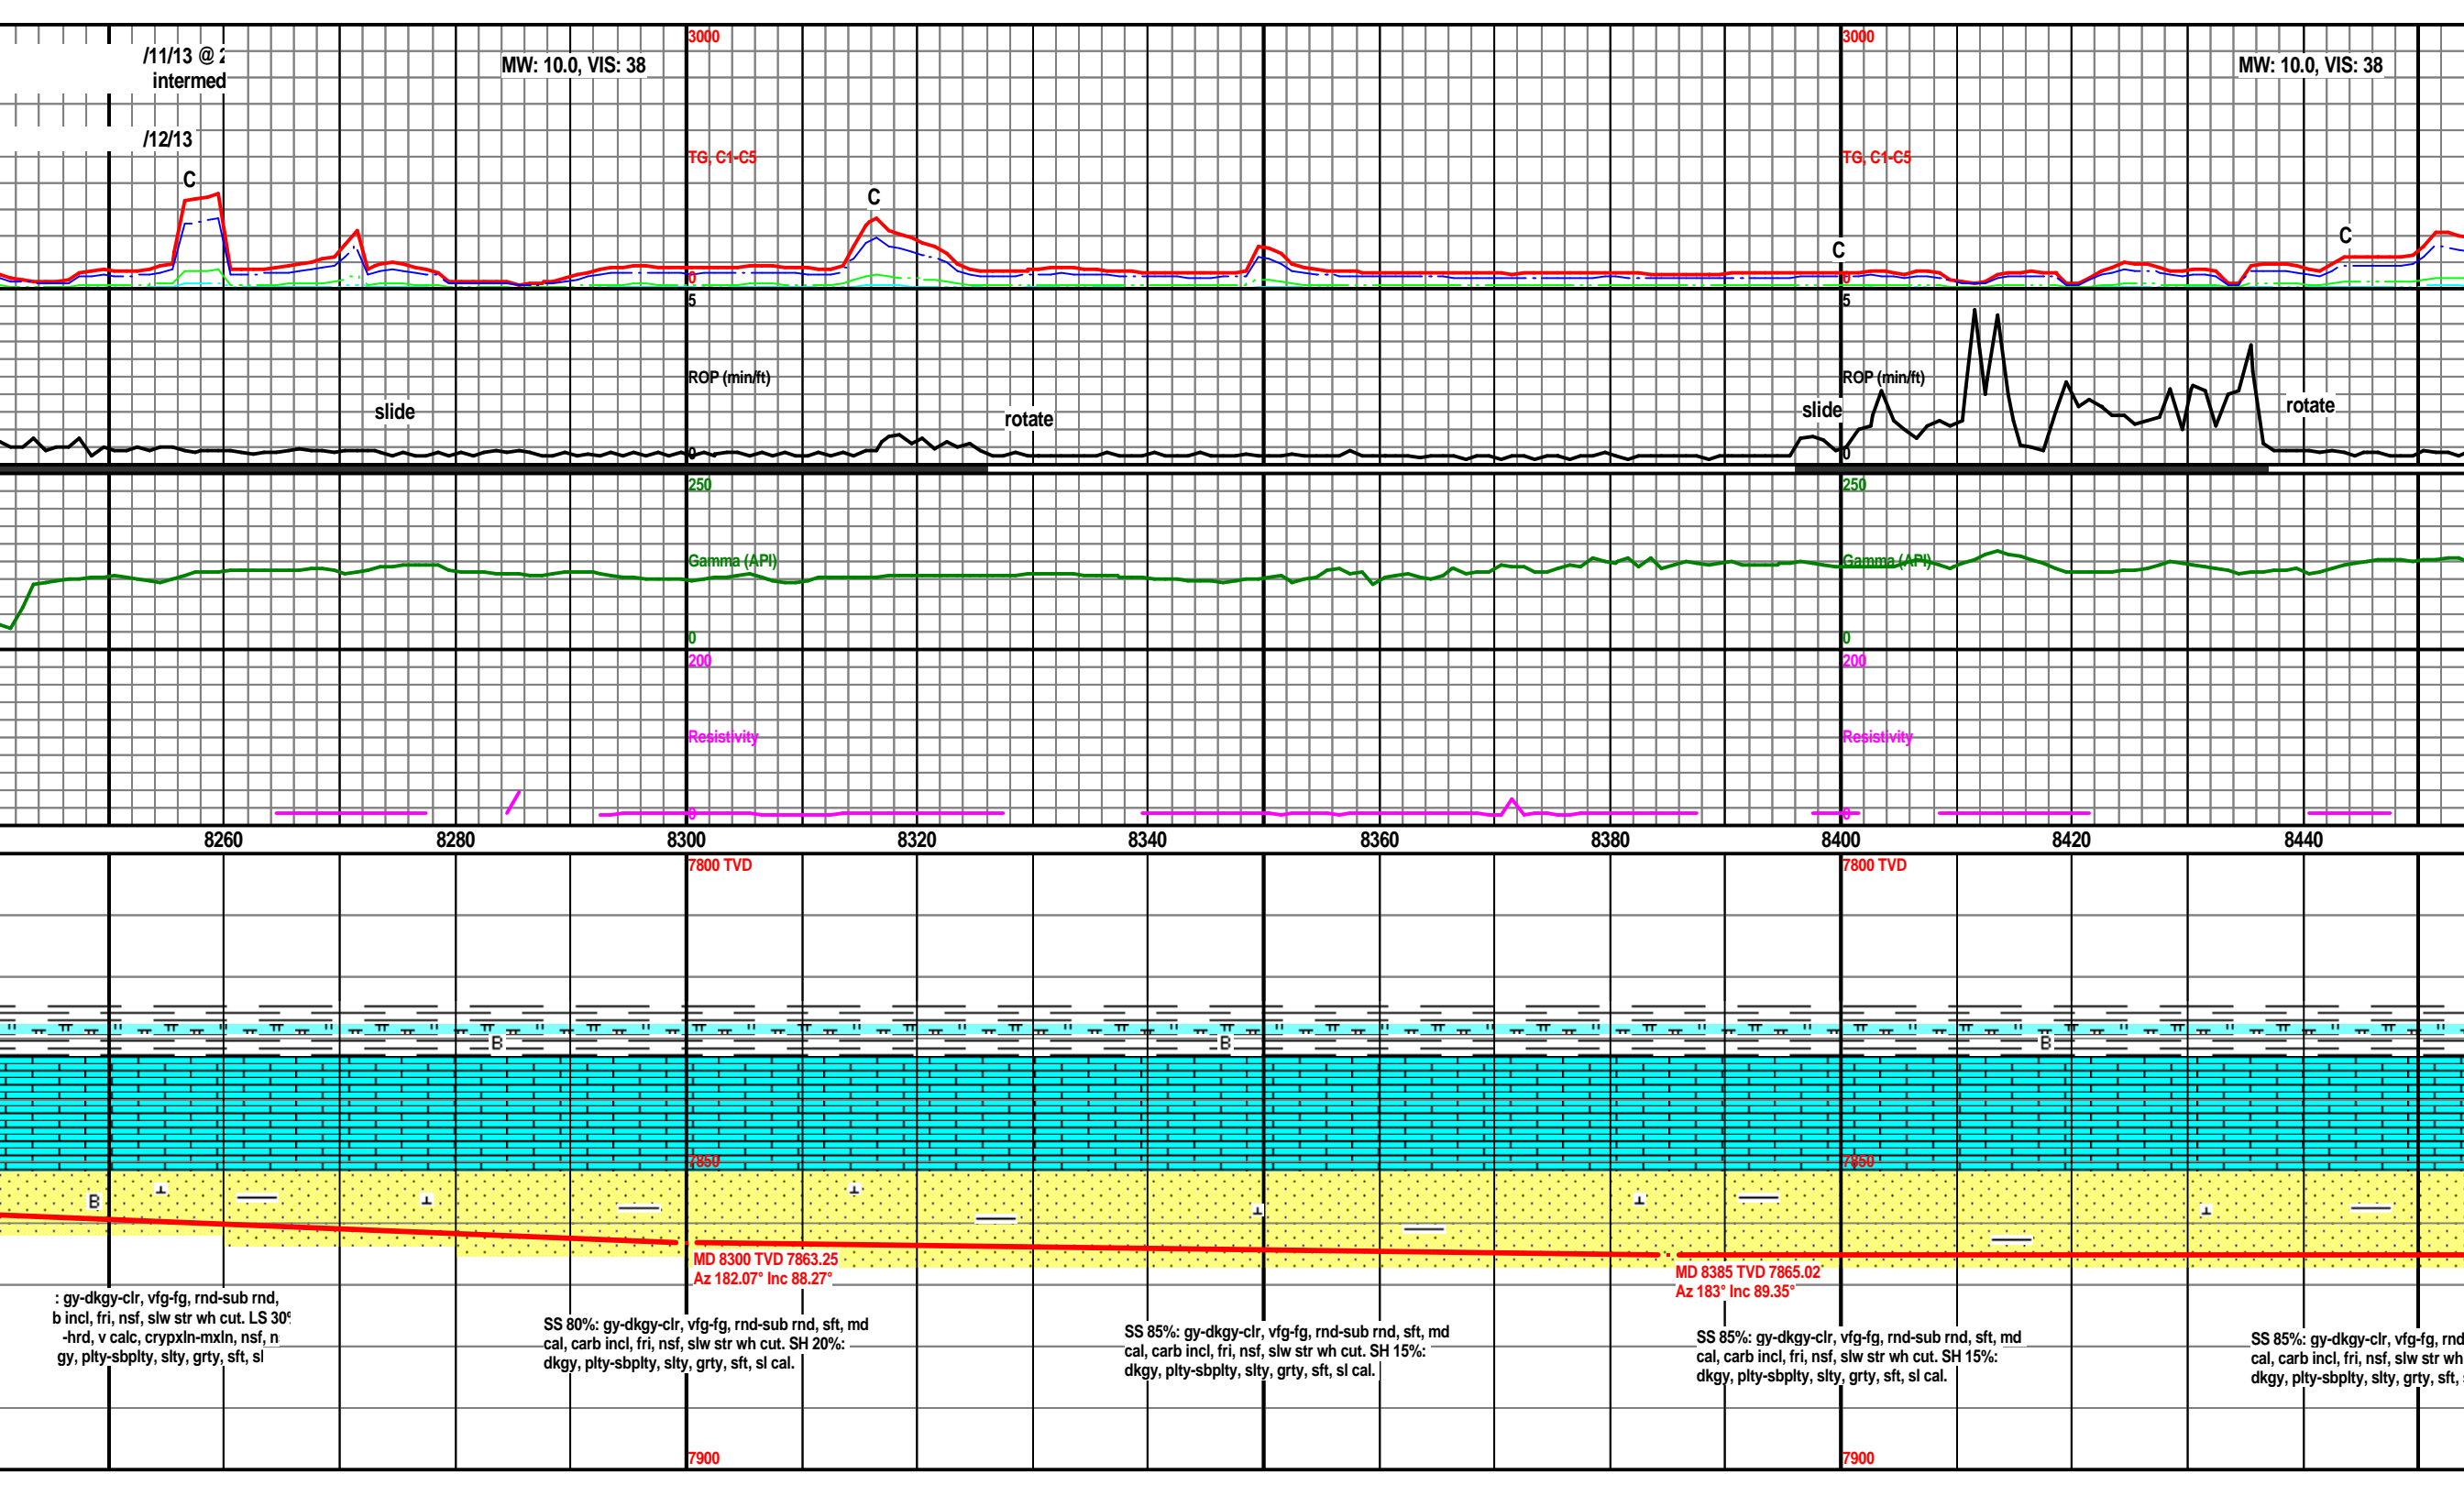 /11/13 @
intermed
/12/13
MW: 10.0, VIS: 38
3000
3000
MW: 10.0, VIS: 38
TG, C1-C5
TG, C1-C5
C
C
C
C
0
0
5
5
ROP (min/ft)
ROP (min/ft)
slide
rotate
slide
rotate
0
0
250
250
Gamma (API)
Gamma (API)
0
0
200
200
Resistivity
Resistivity
0
0
8260
8280
8300
8320
8340
8360
8380
8400
8420
8440
7800 TVD
7800 TVD
B
B
B
7850
7850
B
MD 8300 TVD 7863.25
Az 182.07° Inc 88.27°
MD 8385 TVD 7865.02
Az 183° Inc 89.35°
: gy-dkgy-clr, vfg-fg, rnd-sub rnd,
b incl, fri, nsf, slw str wh cut. LS 30%
-hrd, v calc, crypxln-mxln, nsf, n
gy, plty-sbplty, slty, grty, sft, sl
SS 80%: gy-dkgy-clr, vfg-fg, rnd-sub rnd, sft, md
cal, carb incl, fri, nsf, slw str wh cut. SH 20%:
dkgy, plty-sbplty, slty, grty, sft, sl cal.
SS 85%: gy-dkgy-clr, vfg-fg, rnd-sub rnd, sft, md
cal, carb incl, fri, nsf, slw str wh cut. SH 15%:
dkgy, plty-sbplty, slty, grty, sft, sl cal.
SS 85%: gy-dkgy-clr, vfg-fg, rnd-sub rnd, sft, md
cal, carb incl, fri, nsf, slw str wh cut. SH 15%:
dkgy, plty-sbplty, slty, grty, sft, sl cal.
SS 85%: gy-dkgy-clr, vfg-fg, rnd
cal, carb incl, fri, nsf, slw str wh
dkgy, plty-sbplty, slty, grty, sft,
7900
7900